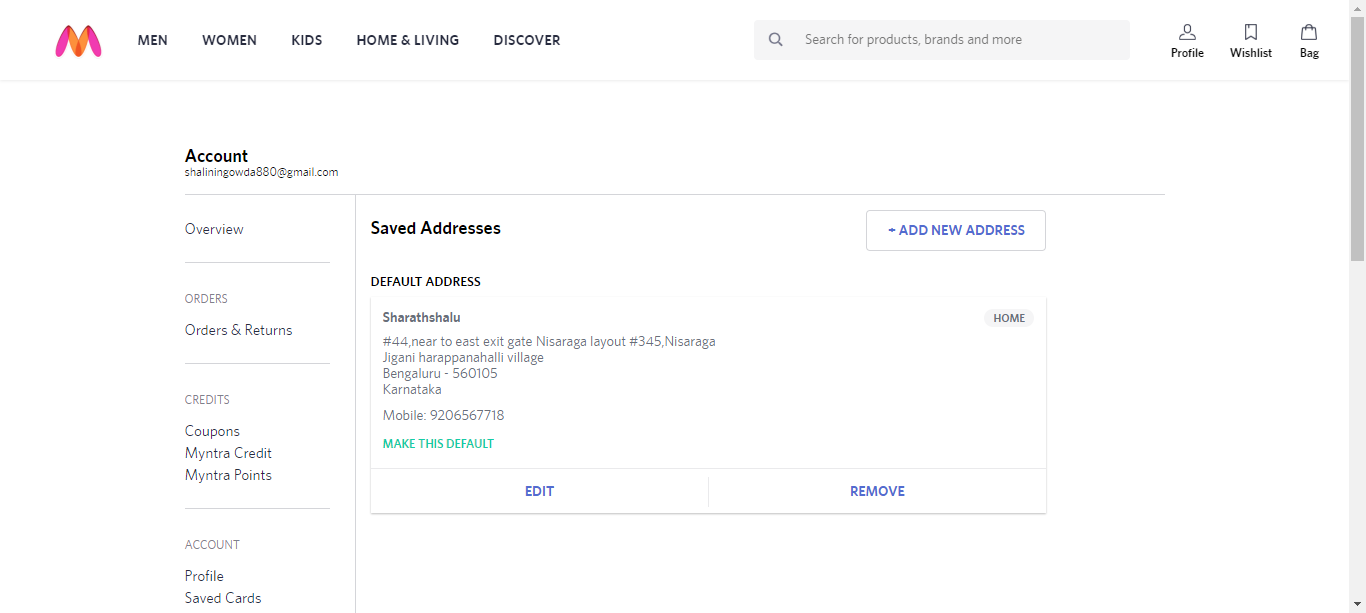 MEN WOMEN KIDS HOME & LIVING DISCOVER Search for products, brands and more Profile Wishlist Bag
Account
shaliningowda880@gmail.com
Overview
ORDERS
Orders & Returns
CREDITS
Coupons
Myntra Credit
Myntra Points
ACCOUNT
Profile
Saved Cards
Saved Addresses
+ ADD NEW ADDRESS
DEFAULT ADDRESS
Sharathshalu HOME
#44,near to east exit gate Nisaraga layout #345,Nisaraga
Jigani harappanahalli village
Bengaluru - 560105
Karnataka
Mobile: 9206567718
MAKE THIS DEFAULT
EDIT REMOVE